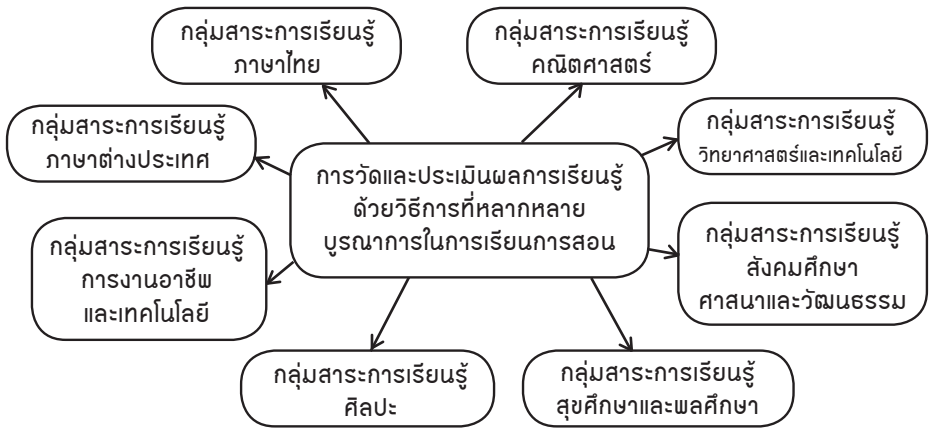 กลุ่มสาระการเรียนรู้
ภาษาไทย
กลุ่มสาระการเรียนรู้
คณิตศาสตร์
กลุ่มสาระการเรียนรู้
ภาษาต่างประเทศ
กลุ่มสาระการเรียนรู้
วิทยาศาสตร์และเทคโนโลยี
การวัดและประเมินผลการเรียนรู้
ด้วยวิธีการที่หลากหลาย
บูรณาการในการเรียนการสอน
กลุ่มสาระการเรียนรู้
การงานอาชีพ
และเทคโนโลยี
กลุ่มสาระการเรียนรู้
สังคมศึกษา
ศาสนาและวัฒนธรรม
กลุ่มสาระการเรียนรู้
ศิลปะ
กลุ่มสาระการเรียนรู้
สุขศึกษาและพลศึกษา